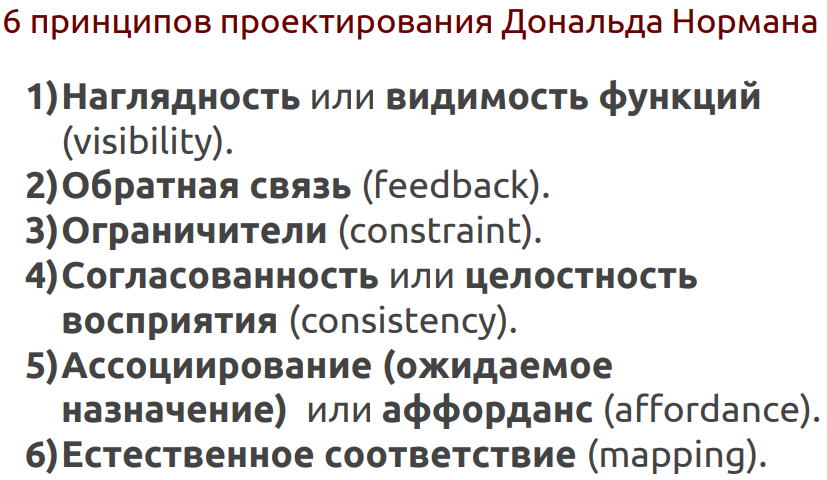 6 принципов проектирования Дональда Нормана
1)Наглядность или видимость функций
(visibility).
2)Обратная связь (feedback).
3)Ограничители (constraint).
4)Согласованность или целостность
восприятия (consistency).
5)Ассоциирование (ожидаемое
назначение)  или аффорданс (affordance).
6)Естественное соответствие (mapping).